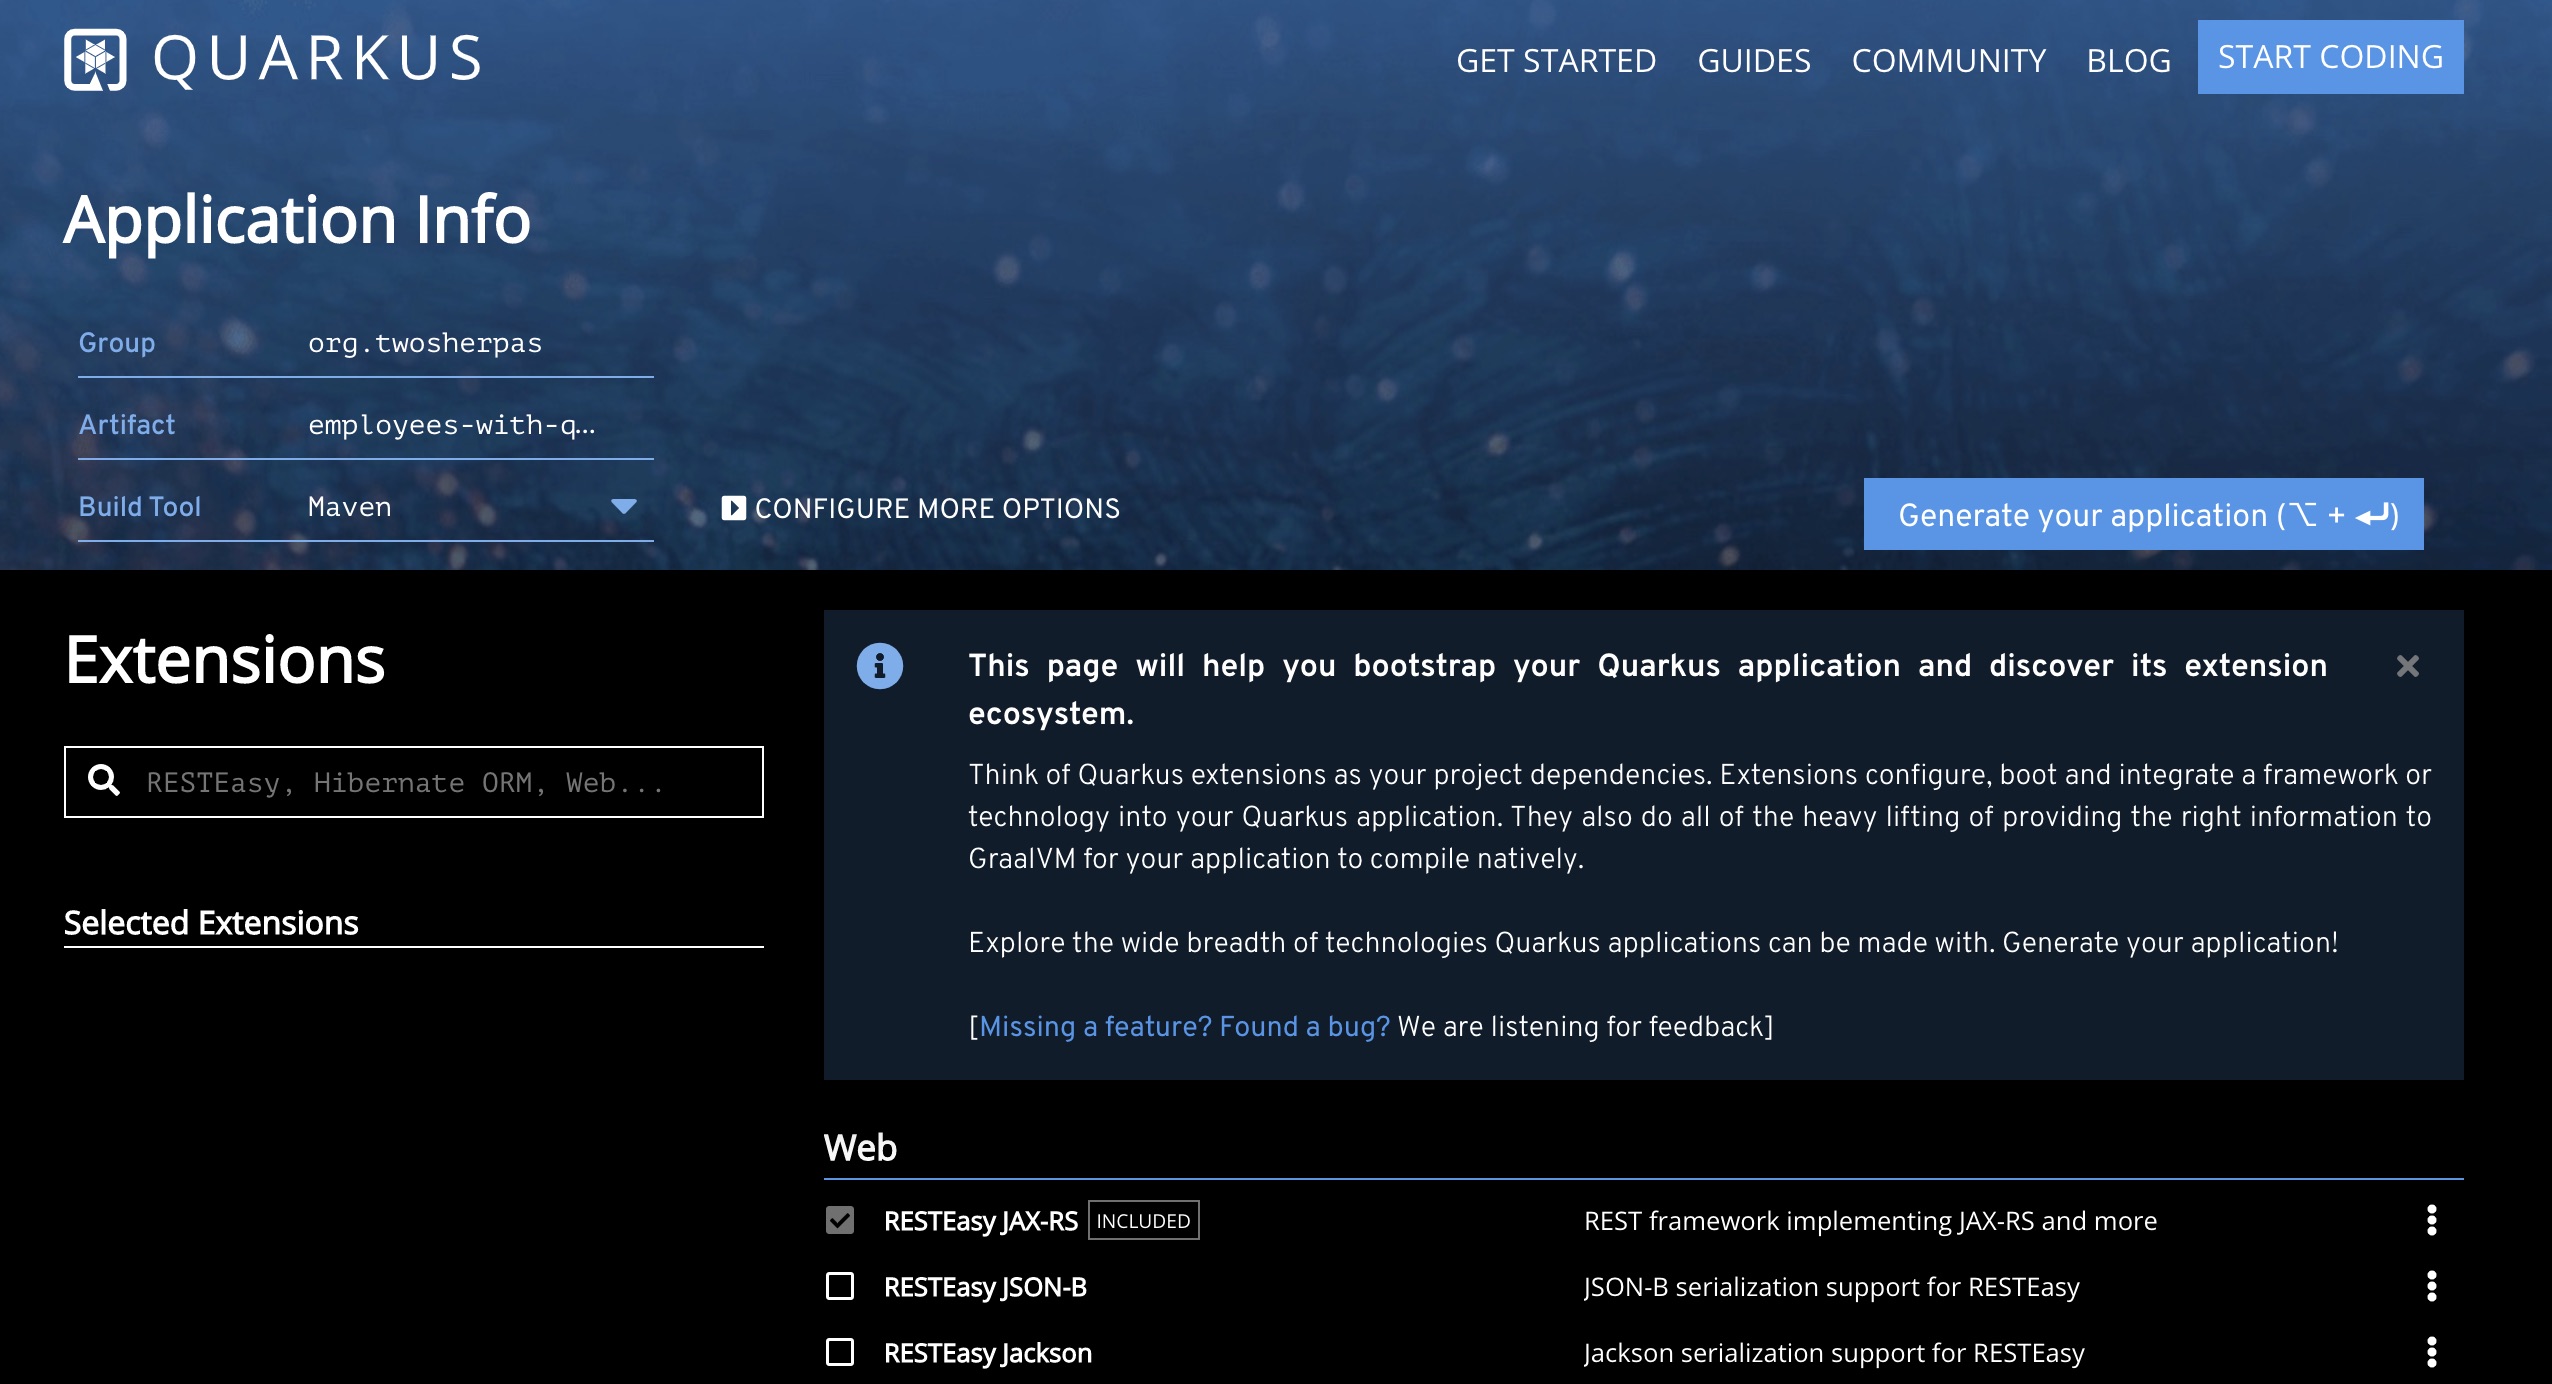 QUARKUS
GET STARTED GUIDES COMMUNITY BLOG START CODING
Application Info
Group org.twosherpas
Artifact employees-with-q...
Build Tool Maven
CONFIGURE MORE OPTIONS
Generate your application (⌥ + ⏎)
Extensions
RESTEasy, Hibernate ORM, Web...
Selected Extensions
This page will help you bootstrap your Quarkus application and discover its extension
ecosystem.
Think of Quarkus extensions as your project dependencies. Extensions configure, boot and integrate a framework or
technology into your Quarkus application. They also do all of the heavy lifting of providing the right information to
GraalVM for your application to compile natively.
Explore the wide breadth of technologies Quarkus applications can be made with. Generate your application!
[Missing a feature? Found a bug? We are listening for feedback]
Web
RESTEasy JAX-RS INCLUDED REST framework implementing JAX-RS and more
RESTEasy JSON-B JSON-B serialization support for RESTEasy
RESTEasy Jackson Jackson serialization support for RESTEasy